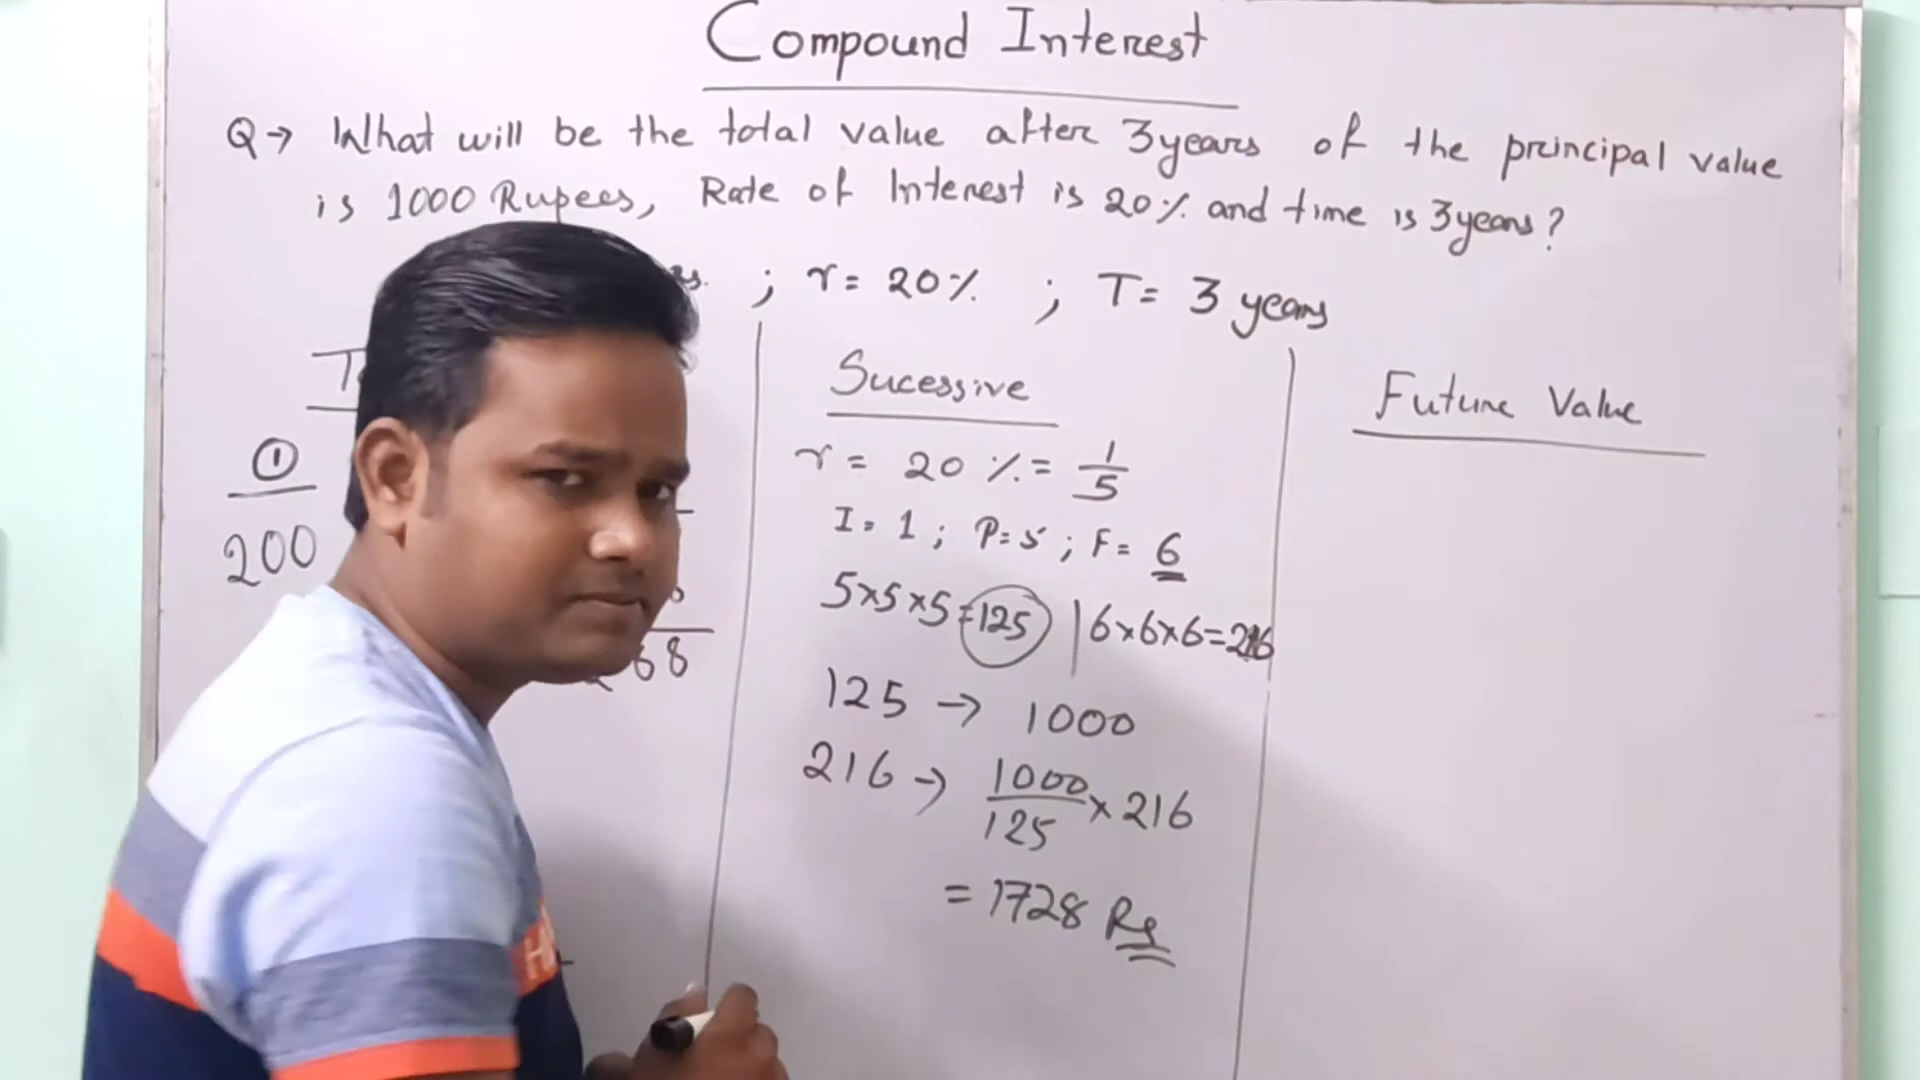 Compound Interest
Q→ What will be the total value after 3 years of the principal value
is 1000 Rupees, Rate of Interest is 20% and time is 3 years?
; r = 20% ; T = 3 years
①
200
68
Sucessive
r = 20 % = 1/5
I = 1 ; P = 5 ; F = 6
5×5×5 = 125 | 6×6×6 = 216
125 → 1000
216 → 1000/125 × 216
= 1728 Rs
Future Value